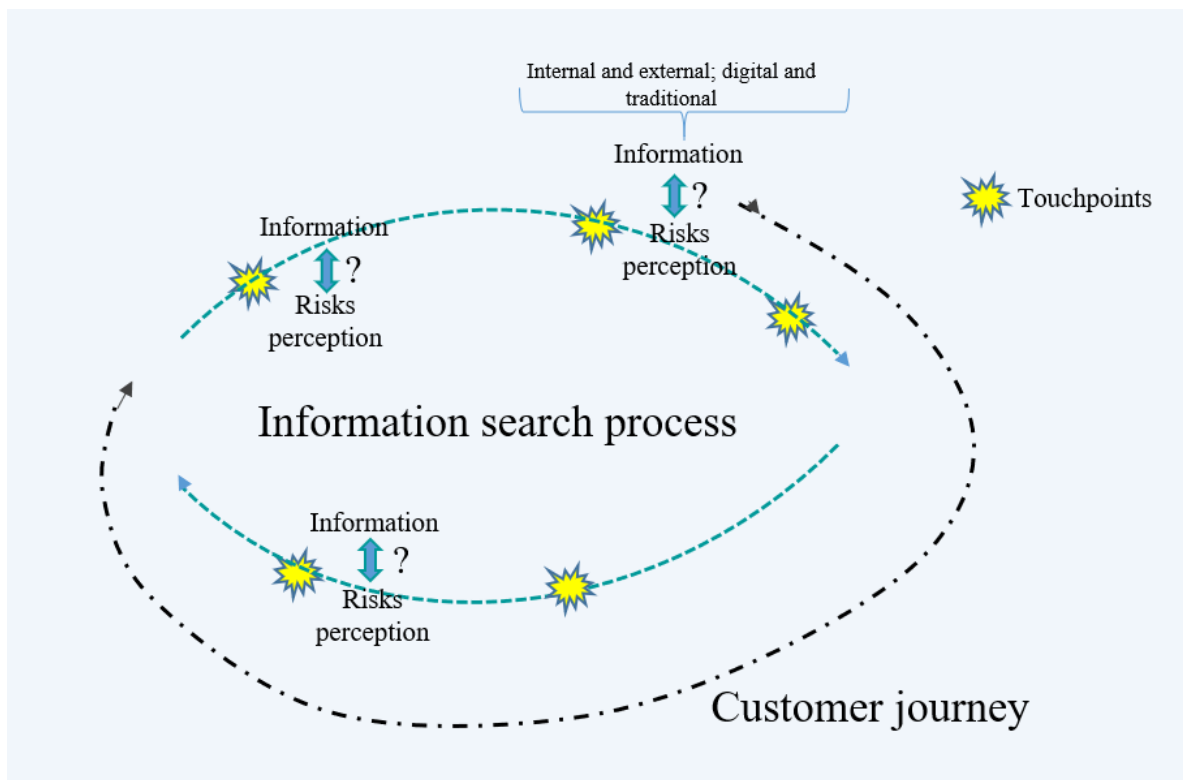 Internal and external; digital and
traditional
Information
?
Risks
perception
Touchpoints
Information
?
Risks
perception
Information search process
Information
?
Risks
perception
Customer journey